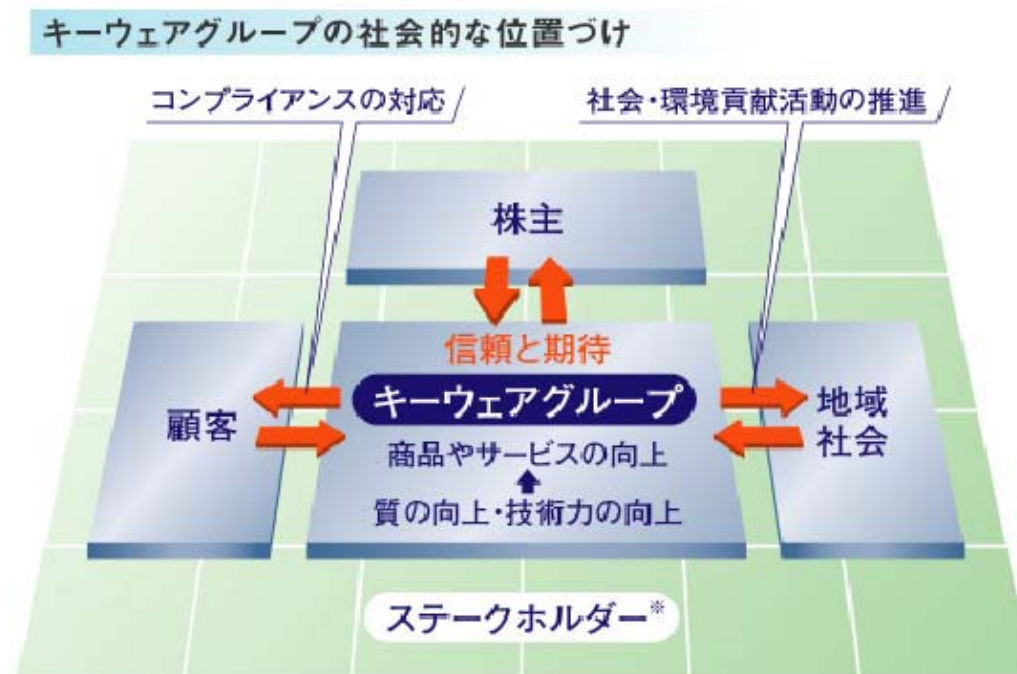 キーウェアグループの社会的な位置づけ
コンプライアンスの対応
社会・環境貢献活動の推進
株主
信頼と期待
キーウェアグループ
商品やサービスの向上
質の向上・技術力の向上
顧客
地域
社会
ステークホルダー※